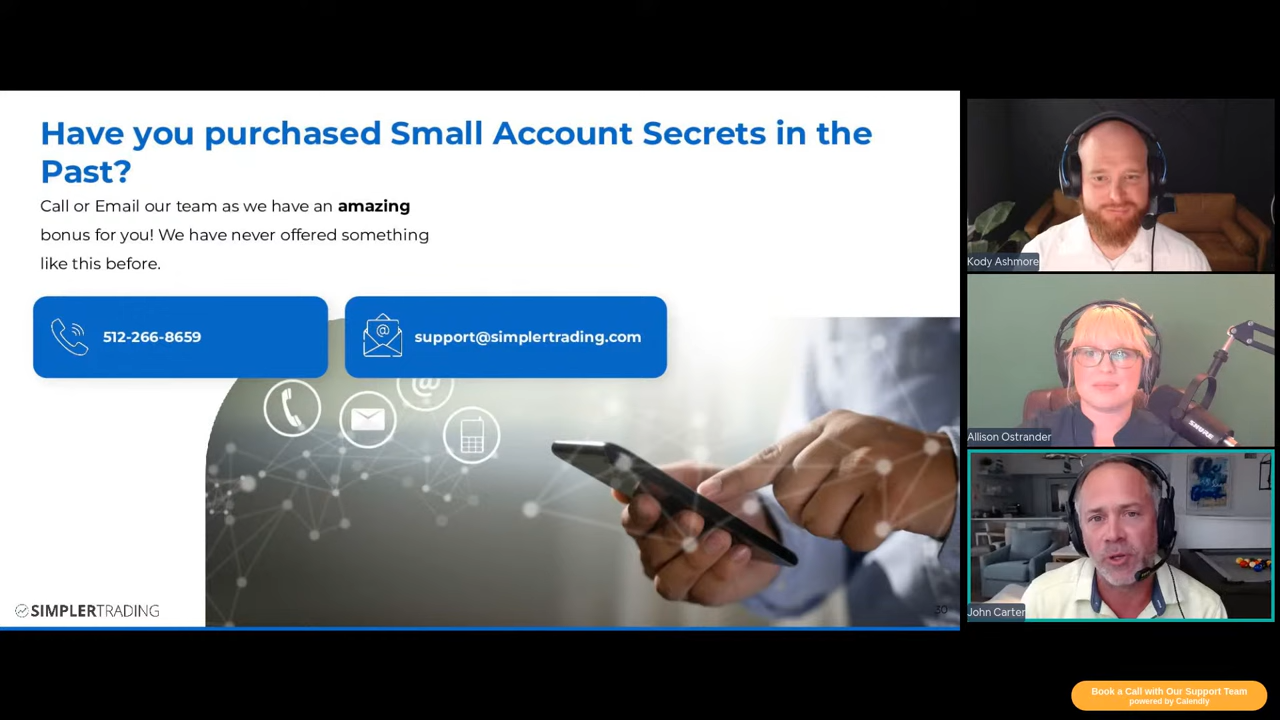 Have you purchased Small Account Secrets in the
Past?
Call or Email our team as we have an amazing
bonus for you! We have never offered something
like this before.
512-266-8659
support@simplertrading.com
SIMPLERTRADING
30
Kody Ashmore
Allison Ostrander
SHURE
John Carter
Book a Call with Our Support Team
powered by Calendly